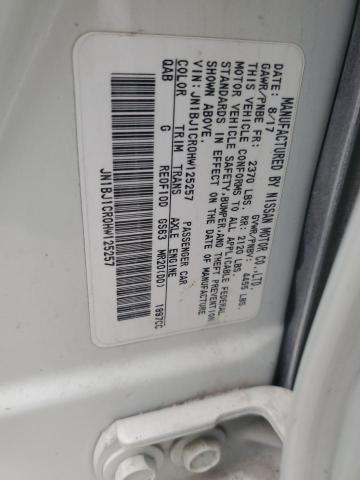 MANUFACTURED BY NISSAN MOTOR CO.,LTD.
DATE: 8/17 GVWR/PNBV: 4455 LBS.
GAWR/PNBE FR: 2370 LBS. RR: 2120 LBS.
THIS VEHICLE CONFORMS TO ALL APPLICABLE FEDERAL
MOTOR VEHICLE SAFETY,BUMPER,AND THEFT PREVENTION
STANDARDS IN EFFECT ON THE DATE OF MANUFACTURE
SHOWN ABOVE.
VIN: JN1BJ1CR0HW125257 PASSENGER CAR
COLOR TRIM TRANS AXLE ENGINE
QAB G RE0F10D GS63 MR20(DD) 1997CC
JN1BJ1CR0HW125257